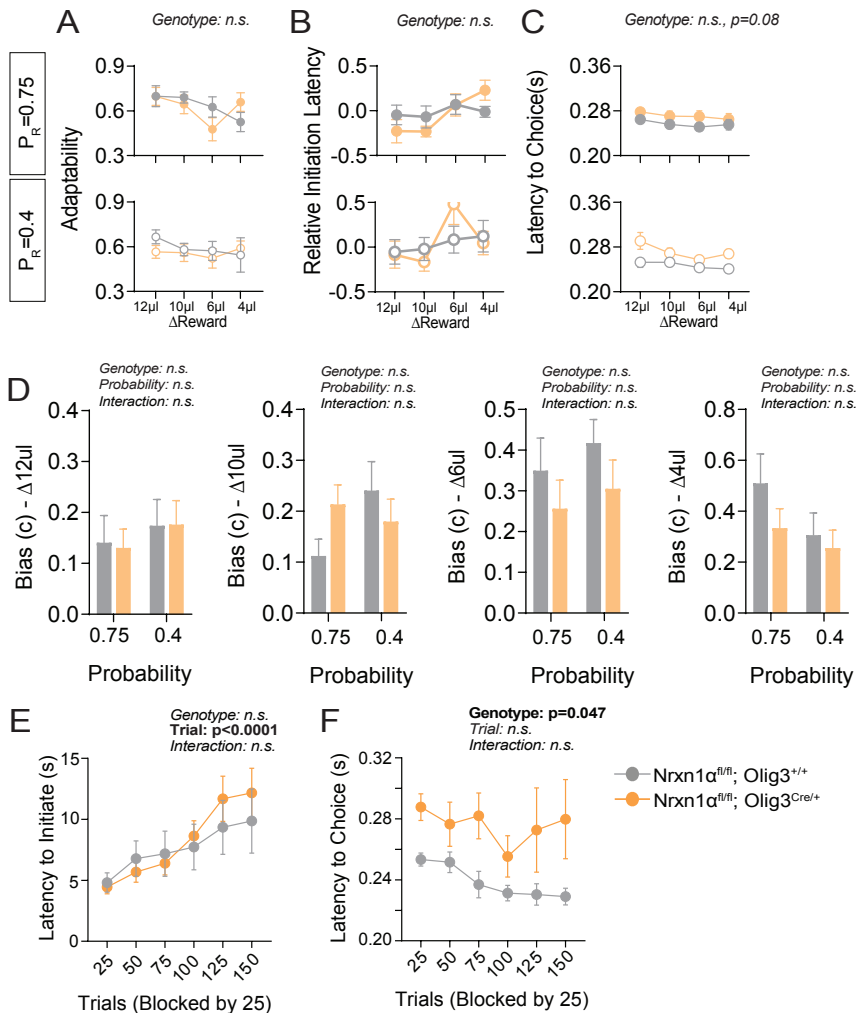 A
Genotype: n.s.
B
Genotype: n.s.
C
Genotype: n.s., p=0.08
P_R=0.75
P_R=0.4
Adaptability
0.9
0.6
0.3
0.9
0.6
0.3
12µl 10µl 6µl 4µl
ΔReward
Relative Initiation Latency
0.5
0.0
-0.5
0.5
0.0
-0.5
12µl 10µl 6µl 4µl
ΔReward
Latency to Choice(s)
0.36
0.28
0.20
0.36
0.28
0.20
12µl 10µl 6µl 4µl
ΔReward
D
Genotype: n.s.
Probability: n.s.
Interaction: n.s.
Bias (c) - Δ12ul
0.4
0.3
0.2
0.1
0.0
0.75 0.4
Probability
Genotype: n.s.
Probability: n.s.
Interaction: n.s.
Bias (c) - Δ10ul
0.4
0.3
0.2
0.1
0.0
0.75 0.4
Probability
Genotype: n.s.
Probability: n.s.
Interaction: n.s.
Bias (c) - Δ6ul
0.5
0.4
0.3
0.2
0.1
0.0
0.75 0.4
Probability
Genotype: n.s.
Probability: n.s.
Interaction: n.s.
Bias (c) - Δ4ul
0.8
0.6
0.4
0.2
0.0
0.75 0.4
Probability
E
Genotype: n.s.
Trial: p<0.0001
Interaction: n.s.
Latency to Initiate (s)
15
10
5
0
25 50 75 100 125 150
Trials (Blocked by 25)
F
Genotype: p=0.047
Trial: n.s.
Interaction: n.s.
Latency to Choice (s)
0.32
0.28
0.24
0.20
25 50 75 100 125 150
Trials (Blocked by 25)
Nrxn1α^fl/fl; Olig3^+/+
Nrxn1α^fl/fl; Olig3^Cre/+